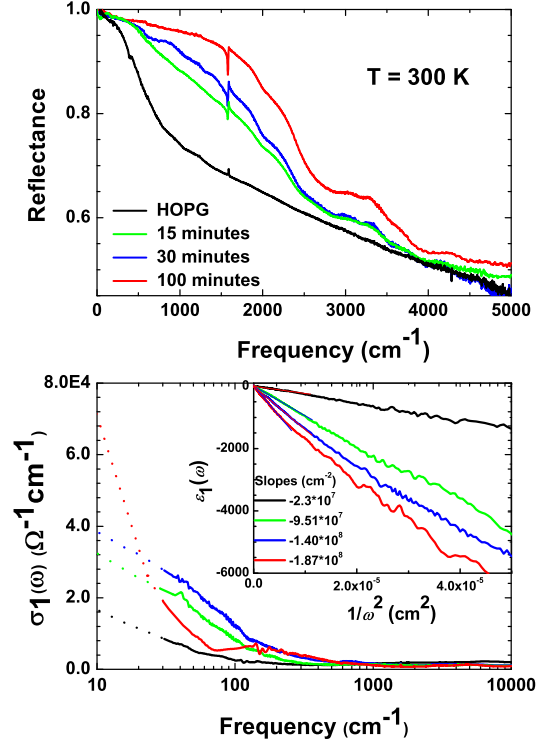 1.0
0.8
0.6
Reflectance
T = 300 K
HOPG
15 minutes
30 minutes
100 minutes
0 1000 2000 3000 4000 5000
Frequency (cm⁻¹)
8.0E4
6.0
4.0
2.0
0.0
σ1(ω) (Ω⁻¹cm⁻¹)
0
-2000
-4000
-6000
ε₁(ω)
Slopes (cm⁻²)
-2.3*10⁷
-9.51*10⁷
-1.40*10⁸
-1.87*10⁸
0.0 2.0x10⁻⁵ 4.0x10⁻⁵
1/ω² (cm²)
10 100 1000 10000
Frequency (cm⁻¹)